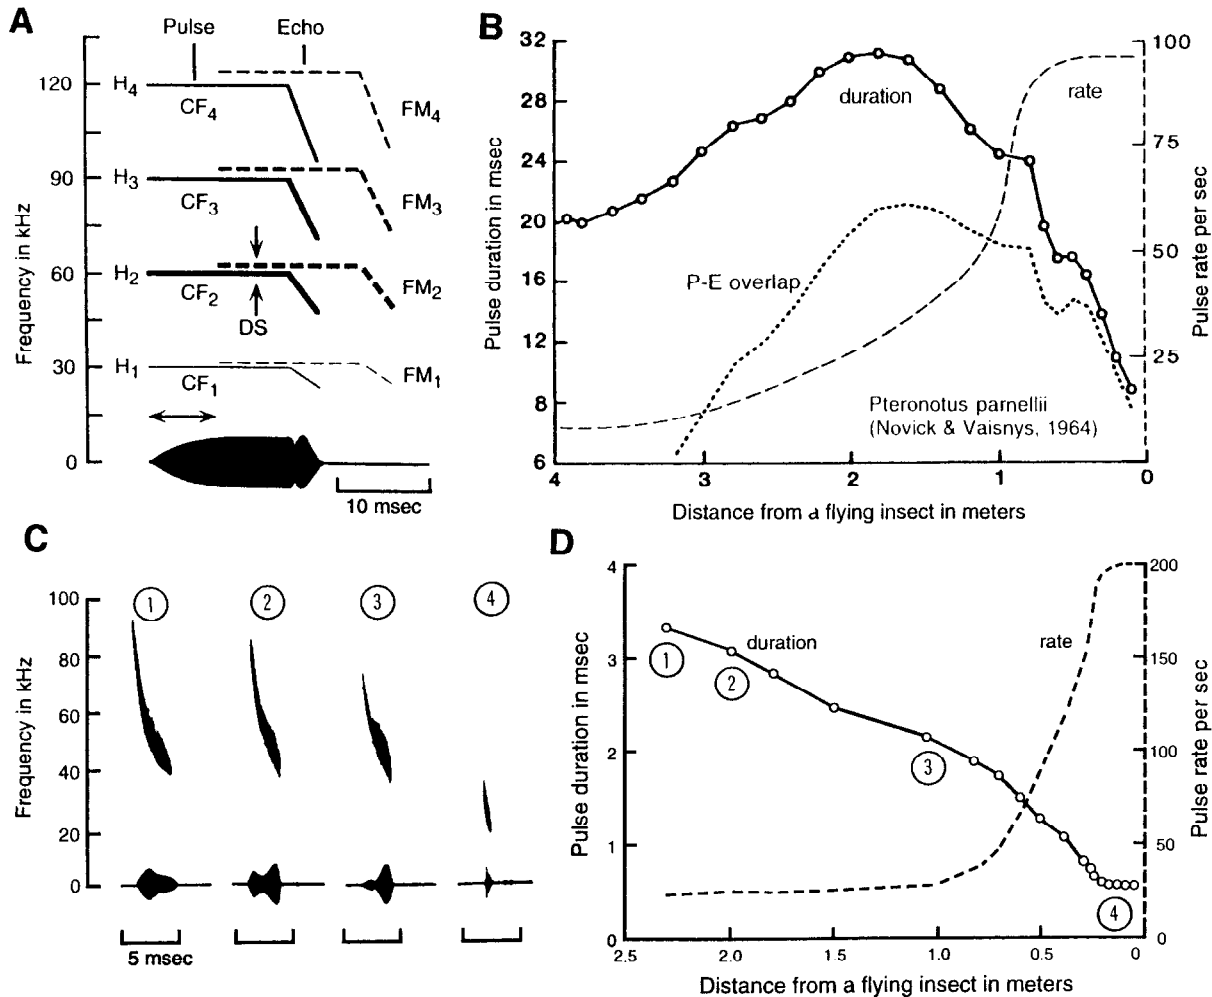 A
Pulse
Echo
Frequency in kHz
120
90
60
30
0
H4
CF4
FM4
H3
CF3
FM3
H2
CF2
FM2
DS
H1
CF1
FM1
10 msec
B
Pulse duration in msec
32
28
24
20
16
12
8
6
duration
rate
P-E overlap
Pteronotus parnellii
(Novick & Vaisnys, 1964)
100
75
50
25
Pulse rate per sec
4
3
2
1
0
Distance from a flying insect in meters
C
Frequency in kHz
100
80
60
40
20
0
1
2
3
4
5 msec
D
Pulse duration in msec
4
3
2
1
0
duration
rate
1
2
3
4
200
150
100
50
0
Pulse rate per sec
2.5
2.0
1.5
1.0
0.5
0
Distance from a flying insect in meters